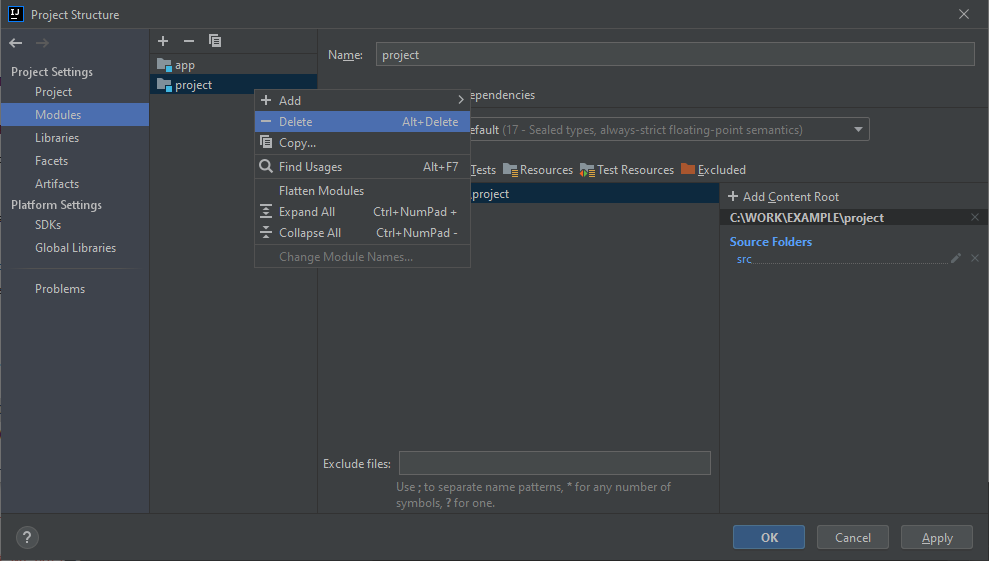 IJ Project Structure
Project Settings
Project
Modules
Libraries
Facets
Artifacts
Platform Settings
SDKs
Global Libraries
Problems
app
project
Add
Delete Alt+Delete
Copy...
Find Usages Alt+F7
Flatten Modules
Expand All Ctrl+NumPad +
Collapse All Ctrl+NumPad -
Change Module Names...
Name: project
ependencies
efault (17 - Sealed types, always-strict floating-point semantics)
Tests Resources Test Resources Excluded
.project
+ Add Content Root
C:\WORK\EXAMPLE\project
Source Folders
src
Exclude files:
Use ; to separate name patterns, * for any number of
symbols, ? for one.
?
OK Cancel Apply